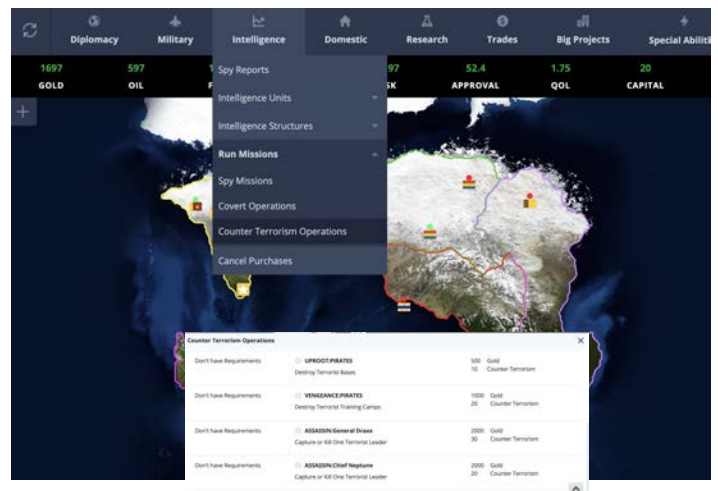 Diplomacy
Military
Intelligence
Domestic
Research
Trades
Big Projects
Special Abiliti
1697
597
1
97
52.4
1.75
20
GOLD
OIL
F
SK
APPROVAL
QOL
CAPITAL
Spy Reports
Intelligence Units
Intelligence Structures
Run Missions
Spy Missions
Covert Operations
Counter Terrorism Operations
Cancel Purchases
Counter Terrorism Operations
Don't have Requirements UPROOT:PIRATES 500 Gold
Destroy Terrorist Bases 10 Counter Terrorism
Don't have Requirements VENGEANCE:PIRATES 1000 Gold
Destroy Terrorist Training Camps 20 Counter Terrorism
Don't have Requirements ASSASSIN:General Draxx 2000 Gold
Capture or Kill One Terrorist Leader 30 Counter Terrorism
Don't have Requirements ASSASSIN:Chief Neptune 2000 Gold
Capture or Kill One Terrorist Leader 20 Counter Terrorism